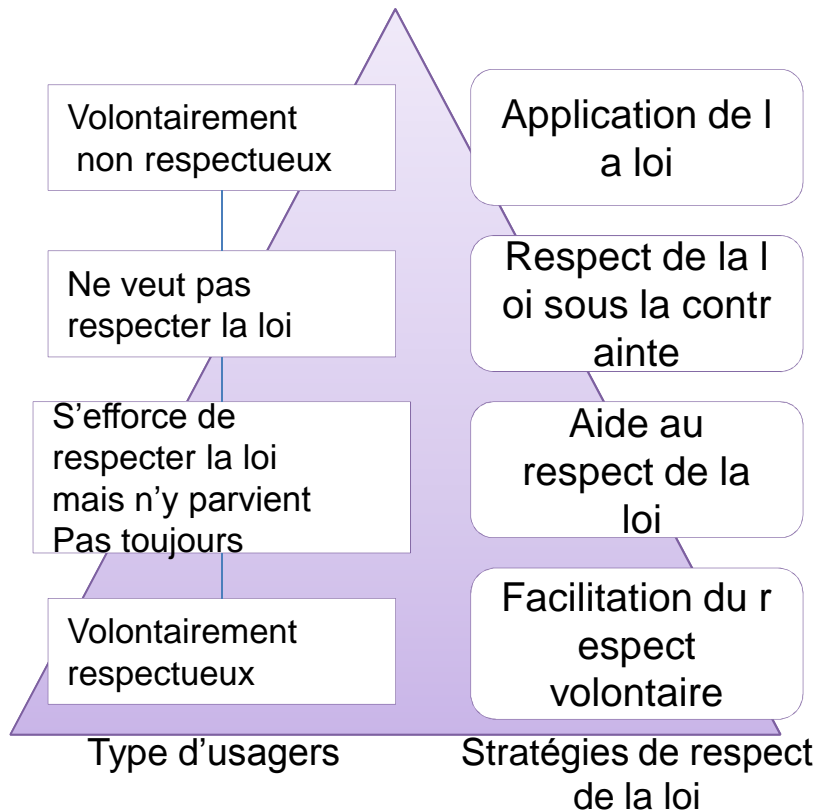 Volontairement
non respectueux
Application de l
a loi
Ne veut pas
respecter la loi
Respect de la l
oi sous la contr
ainte
S'efforce de
respecter la loi
mais n'y parvient
Pas toujours
Aide au
respect de la
loi
Volontairement
respectueux
Facilitation du r
espect
volontaire
Type d'usagers
Stratégies de respect
de la loi